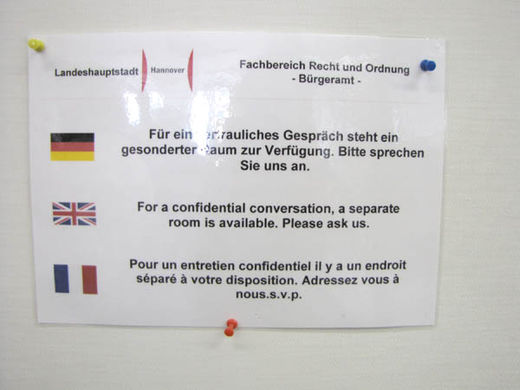 Landeshauptstadt Hannover
Fachbereich Recht und Ordnung
- Bürgeramt -
Für ein vertrauliches Gespräch steht ein
gesonderter Raum zur Verfügung. Bitte sprechen
Sie uns an.
For a confidential conversation, a separate
room is available. Please ask us.
Pour un entretien confidentiel il y a un endroit
séparé à votre disposition. Adressez vous à
nous.s.v.p.